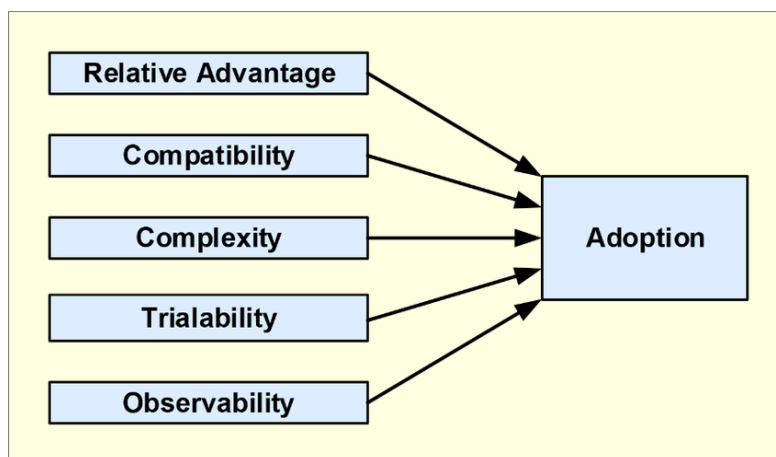 Relative Advantage
Compatibility
Complexity
Trialability
Observability
Adoption